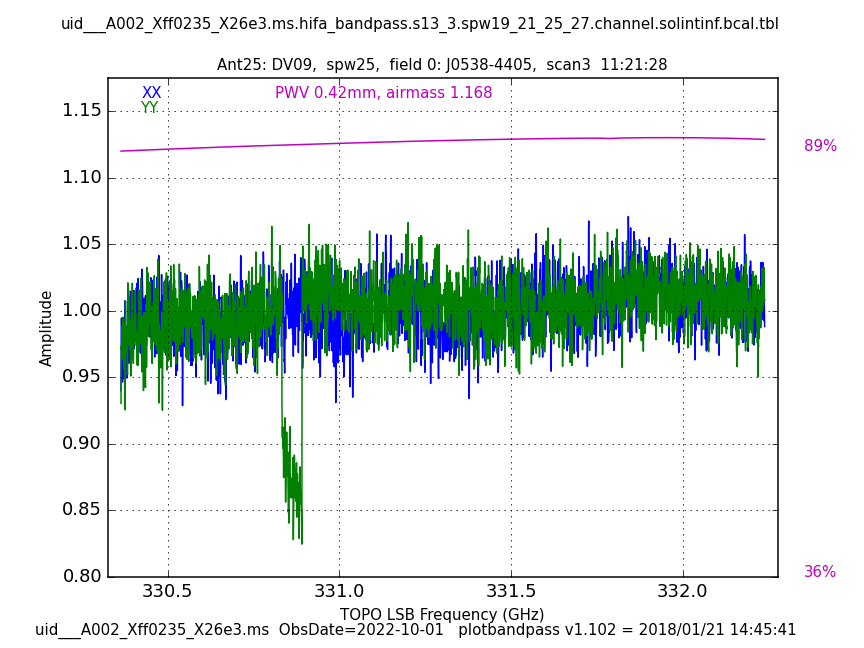 uid___A002_Xff0235_X26e3.ms.hifa_bandpass.s13_3.spw19_21_25_27.channel.solintinf.bcal.tbl
Ant25: DV09,  spw25,  field 0: J0538-4405,  scan3  11:21:28
XX
PWV 0.42mm, airmass 1.168
YY
1.15
89%
1.10
1.05
1.00
Amplitude
0.95
0.90
0.85
0.80
36%
330.5 331.0 331.5 332.0
TOPO LSB Frequency (GHz)
uid___A002_Xff0235_X26e3.ms  ObsDate=2022-10-01   plotbandpass v1.102 = 2018/01/21 14:45:41